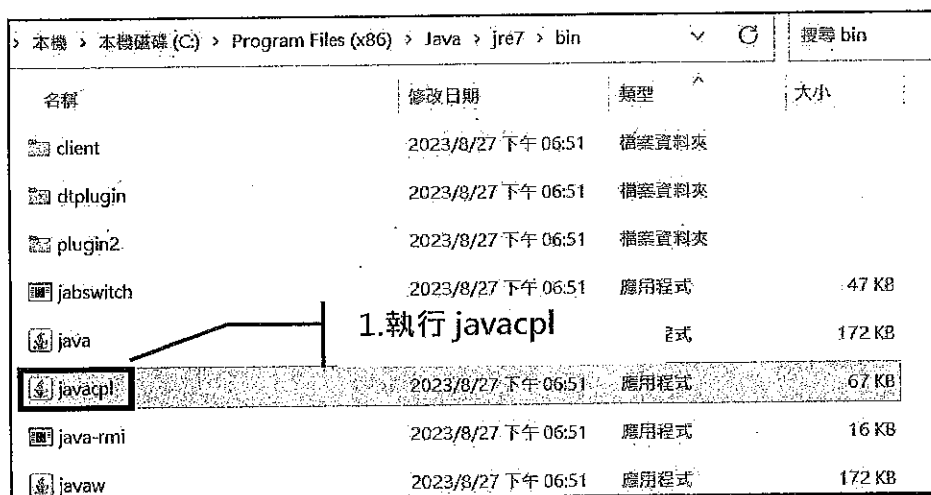 › 本機 › 本機磁碟 (C:) › Program Files (x86) › Java › jre7 › bin 搜尋 bin
名稱 修改日期 類型 大小
client 2023/8/27 下午 06:51 檔案資料夾
dtplugin 2023/8/27 下午 06:51 檔案資料夾
plugin2 2023/8/27 下午 06:51 檔案資料夾
jabswitch 2023/8/27 下午 06:51 應用程式 47 KB
1.執行 javacpl
java 程式 172 KB
javacpl 2023/8/27 下午 06:51 應用程式 67 KB
java-rmi 2023/8/27 下午 06:51 應用程式 16 KB
javaw 2023/8/27 下午 06:51 應用程式 172 KB